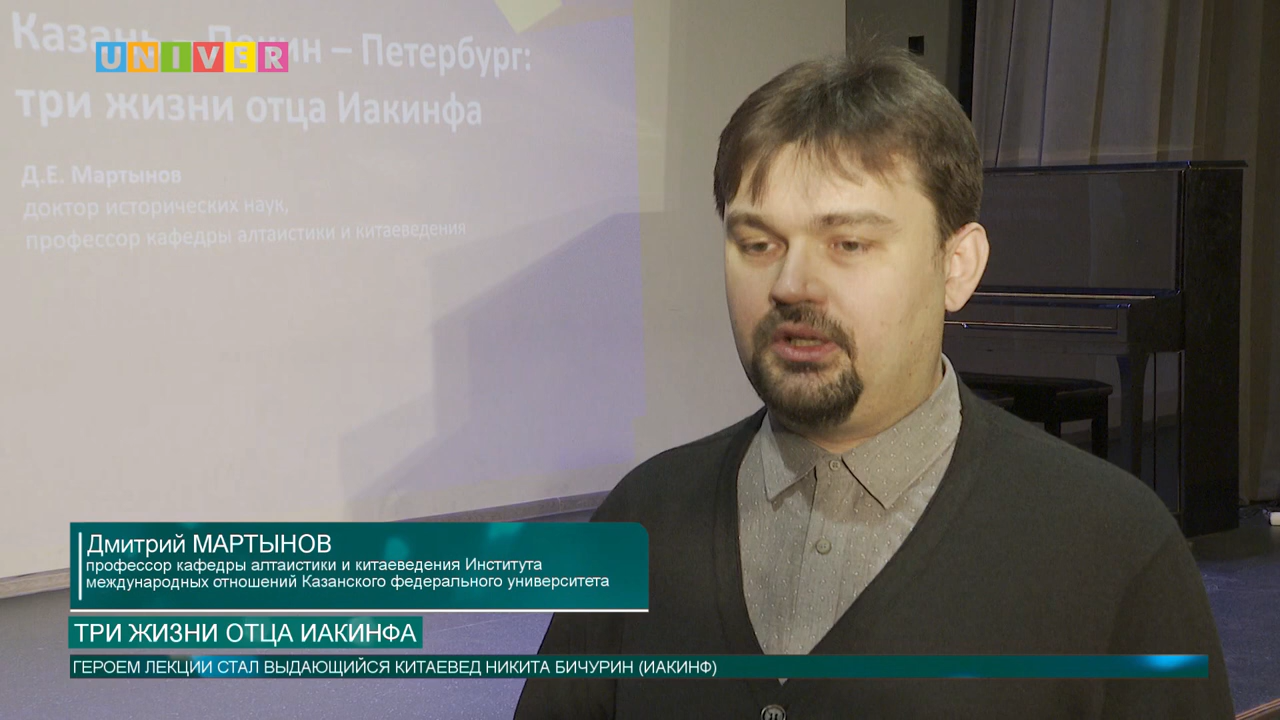 Казань – Пекин – Петербург:
UNIVER
три жизни отца Иакинфа
Д.Е. Мартынов
доктор исторических наук,
профессор кафедры алтаистики и китаеведения
Дмитрий МАРТЫНОВ
профессор кафедры алтаистики и китаеведения Института
международных отношений Казанского федерального университета
ТРИ ЖИЗНИ ОТЦА ИАКИНФА
ГЕРОЕМ ЛЕКЦИИ СТАЛ ВЫДАЮЩИЙСЯ КИТАЕВЕД НИКИТА БИЧУРИН (ИАКИНФ)